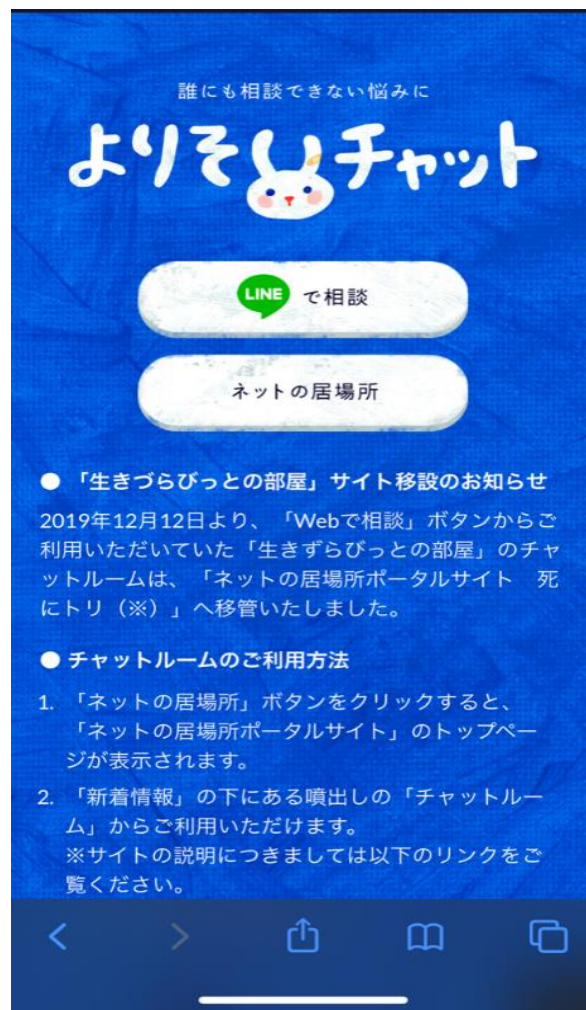 誰にも相談できない悩みに
よりそいチャット
LINE で相談
ネットの居場所
● 「生きづらびっとの部屋」サイト移設のお知らせ
2019年12月12日より、「Webで相談」ボタンからご
利用いただいていた「生きずらびっとの部屋」のチャ
ットルームは、「ネットの居場所ポータルサイト　死
にトリ（※）」へ移管いたしました。
● チャットルームのご利用方法
1. 「ネットの居場所」ボタンをクリックすると、
「ネットの居場所ポータルサイト」のトップペー
ジが表示されます。
2. 「新着情報」の下にある噴出しの「チャットルー
ム」からご利用いただけます。
※サイトの説明につきましては以下のリンクをご
覧ください。